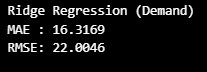 Ridge Regression (Demand)
MAE : 16.3169
RMSE: 22.0046